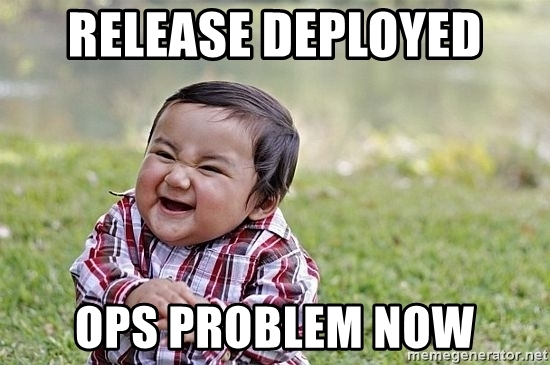 RELEASE DEPLOYED
OPS PROBLEM NOW
memegenerator.net